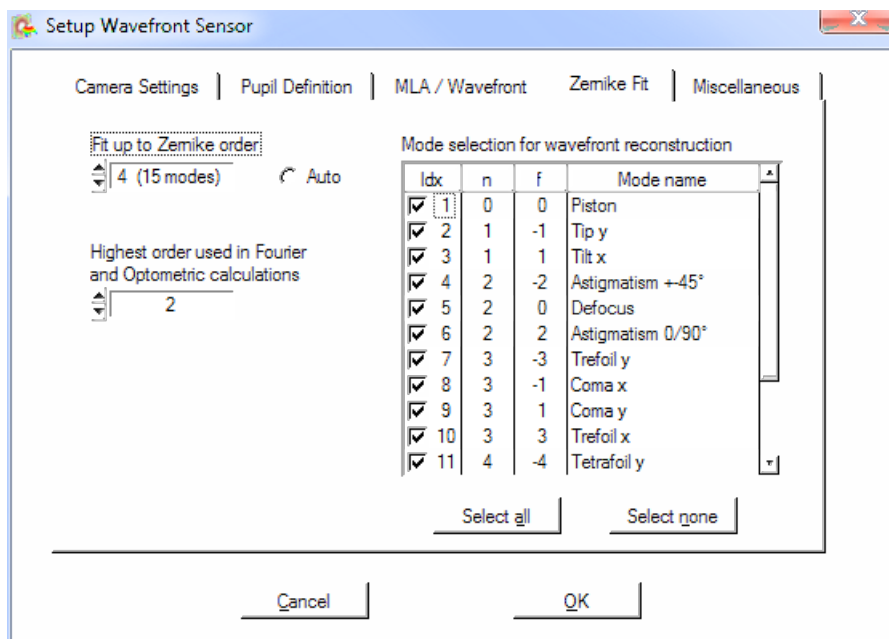 Setup Wavefront Sensor
X
Camera Settings Pupil Definition MLA / Wavefront Zernike Fit Miscellaneous
Fit up to Zernike order
4 (15 modes) Auto
Highest order used in Fourier
and Optometric calculations
2
Mode selection for wavefront reconstruction
Idx n f Mode name
1 0 0 Piston
2 1 -1 Tip y
3 1 1 Tilt x
4 2 -2 Astigmatism +-45°
5 2 0 Defocus
6 2 2 Astigmatism 0/90°
7 3 -3 Trefoil y
8 3 -1 Coma x
9 3 1 Coma y
10 3 3 Trefoil x
11 4 -4 Tetrafoil y
Select all Select none
Cancel OK